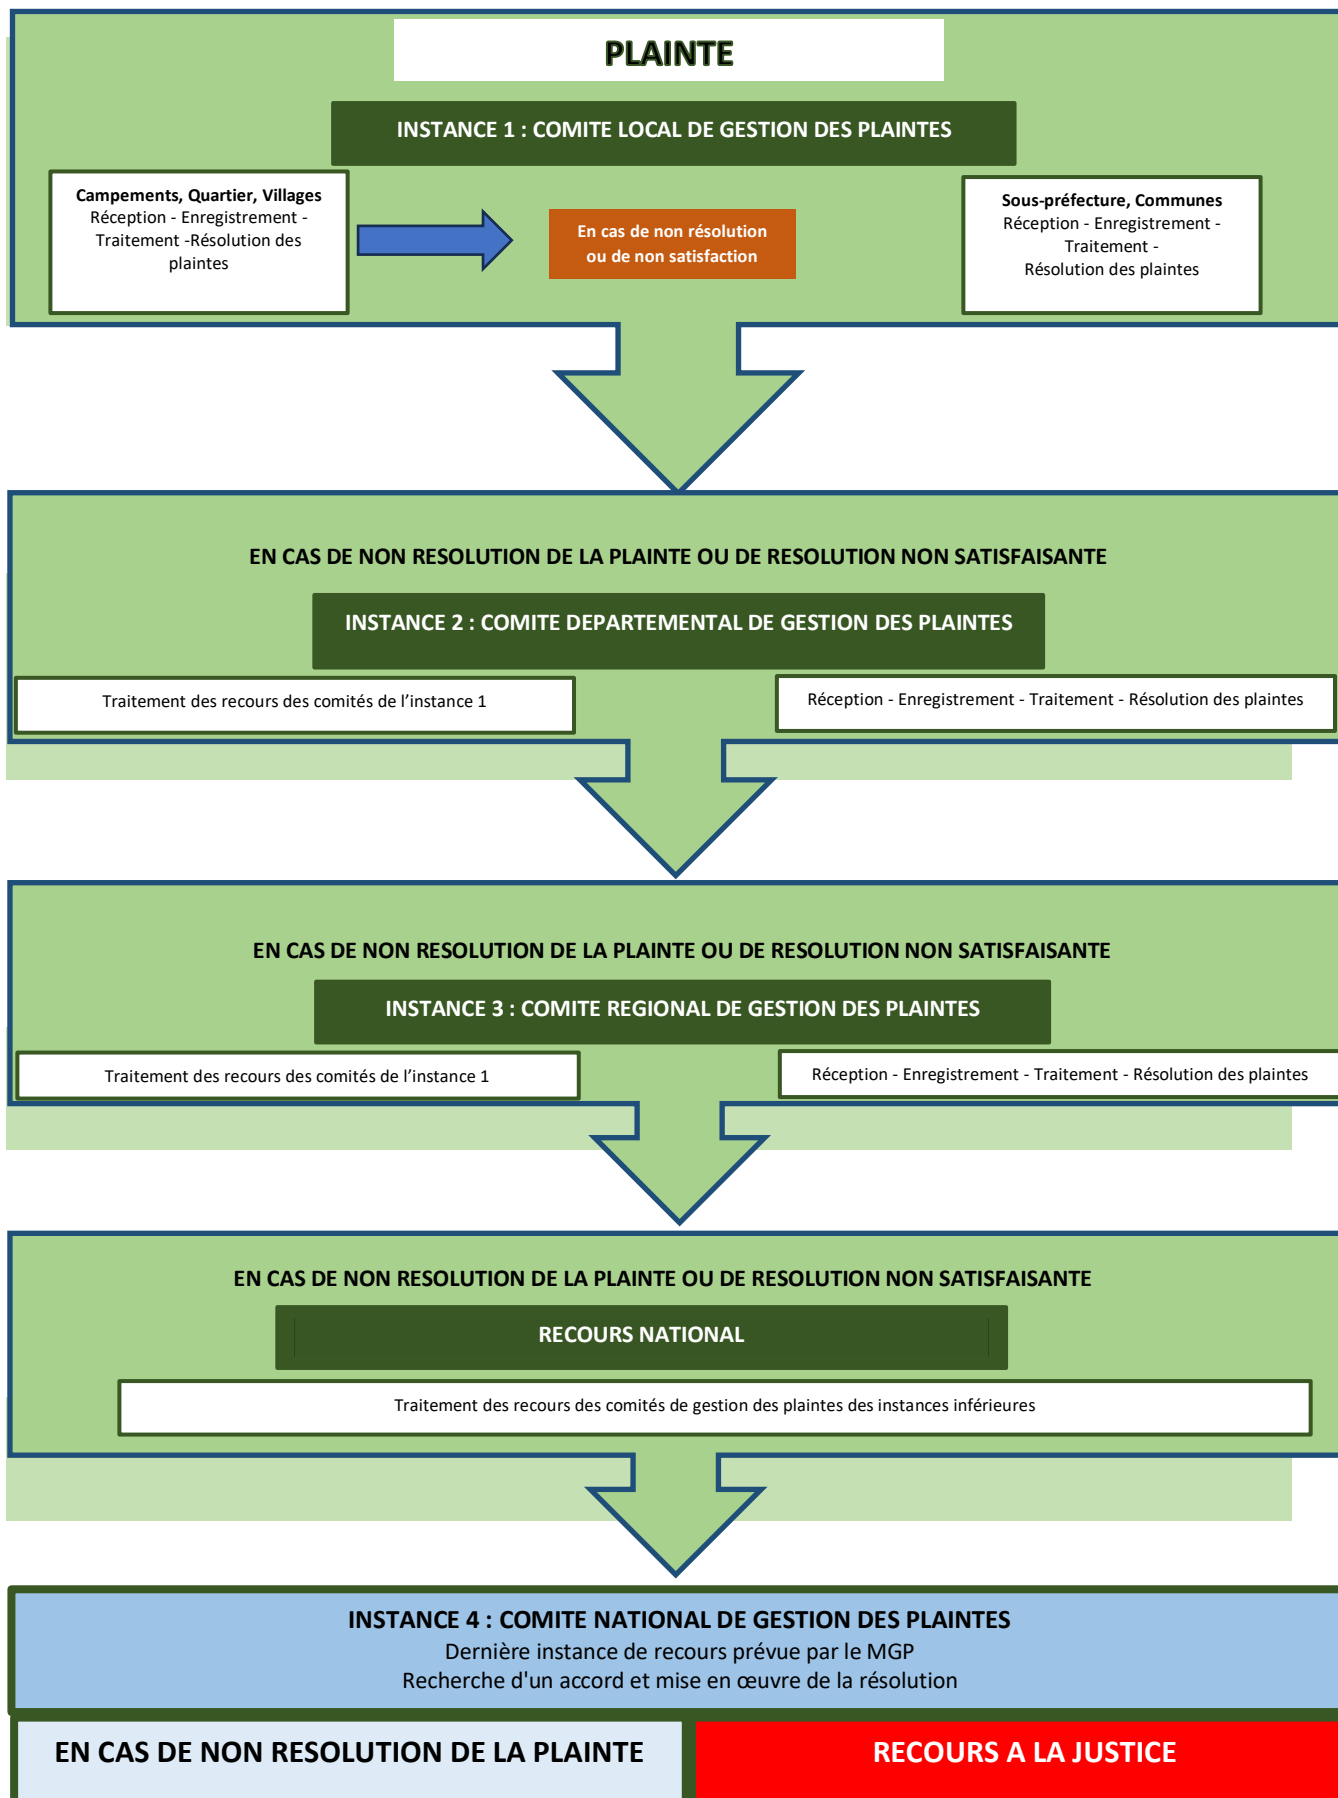 PLAINTE
INSTANCE 1 : COMITE LOCAL DE GESTION DES PLAINTES
Campements, Quartier, Villages
Réception - Enregistrement -
Traitement -Résolution des
plaintes
En cas de non résolution
ou de non satisfaction
Sous-préfecture, Communes
Réception - Enregistrement -
Traitement -
Résolution des plaintes
EN CAS DE NON RESOLUTION DE LA PLAINTE OU DE RESOLUTION NON SATISFAISANTE
INSTANCE 2 : COMITE DEPARTEMENTAL DE GESTION DES PLAINTES
Traitement des recours des comités de l’instance 1
Réception - Enregistrement - Traitement - Résolution des plaintes
EN CAS DE NON RESOLUTION DE LA PLAINTE OU DE RESOLUTION NON SATISFAISANTE
INSTANCE 3 : COMITE REGIONAL DE GESTION DES PLAINTES
Traitement des recours des comités de l’instance 1
Réception - Enregistrement - Traitement - Résolution des plaintes
EN CAS DE NON RESOLUTION DE LA PLAINTE OU DE RESOLUTION NON SATISFAISANTE
RECOURS NATIONAL
Traitement des recours des comités de gestion des plaintes des instances inférieures
INSTANCE 4 : COMITE NATIONAL DE GESTION DES PLAINTES
Dernière instance de recours prévue par le MGP
Recherche d'un accord et mise en œuvre de la résolution
EN CAS DE NON RESOLUTION DE LA PLAINTE
RECOURS A LA JUSTICE